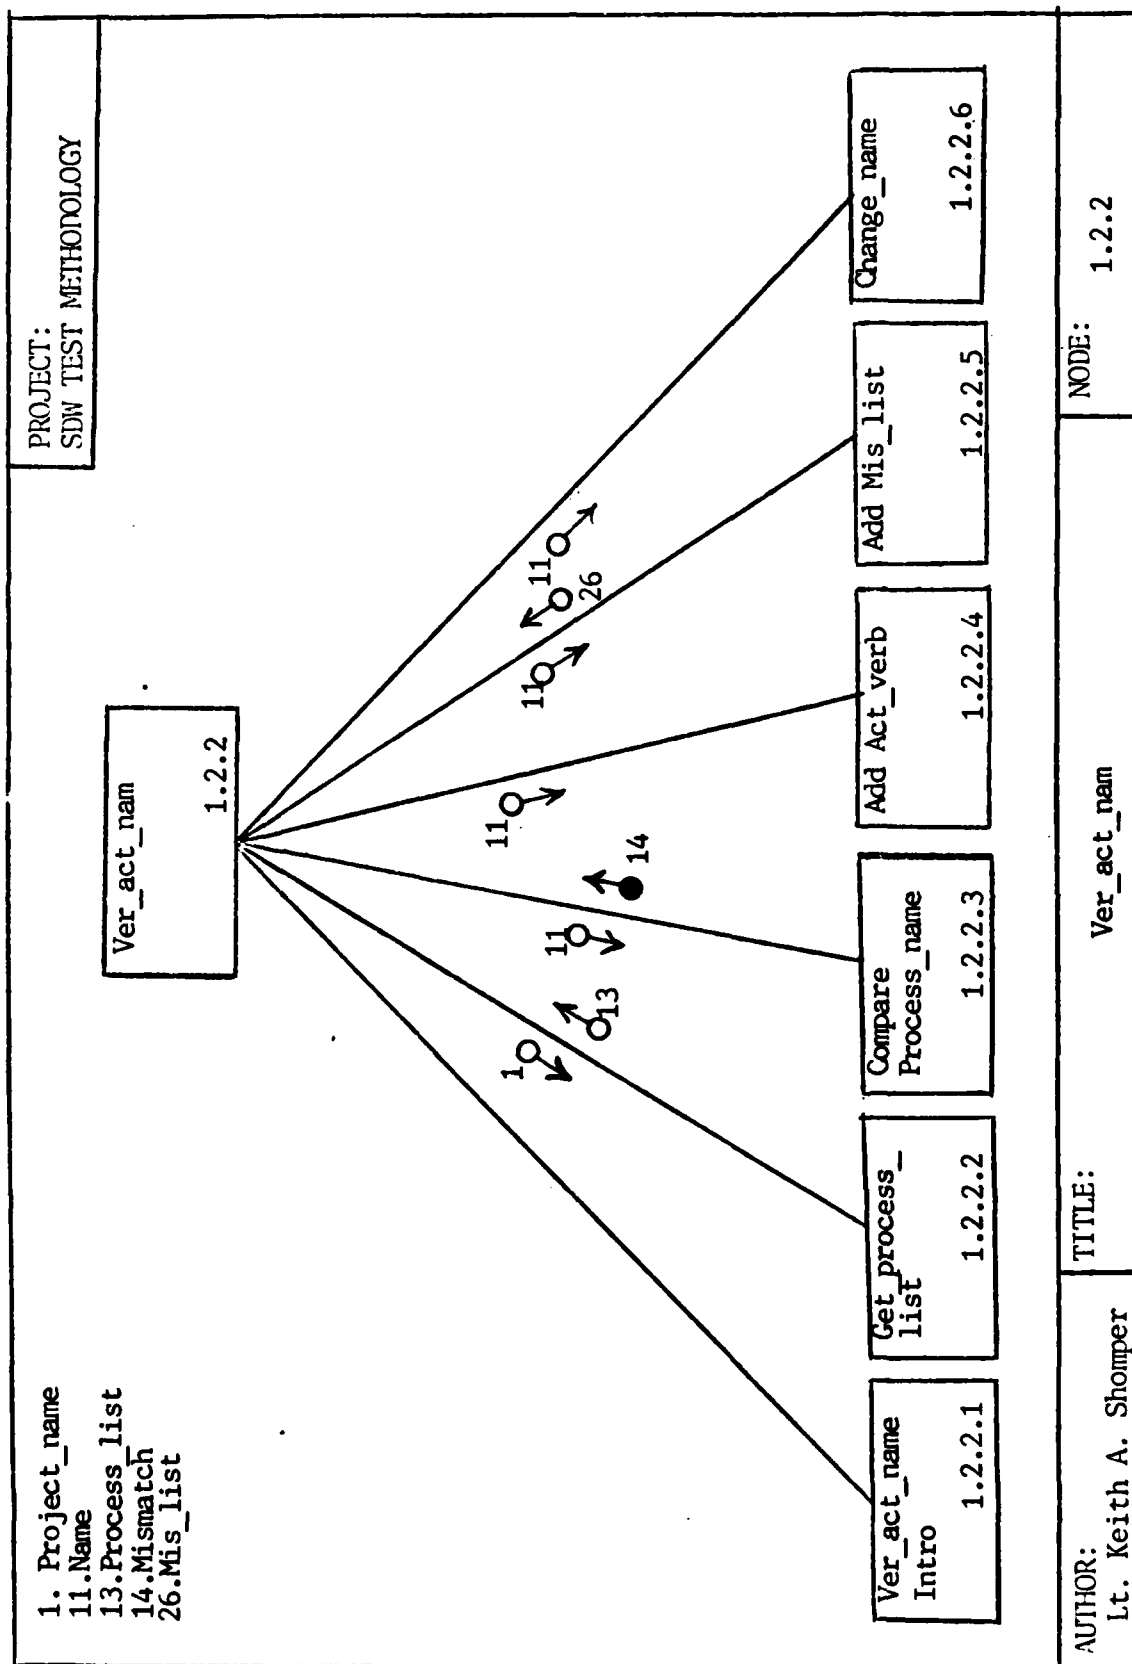 1. Project_name
11.Name
13.Process_list
14.Mismatch
26.Mis_list
PROJECT:
SDW TEST METHODOLOGY
Ver_act_nam
1.2.2
1
13
11
14
11
11
26
11
Ver_act_name
Intro
1.2.2.1
Get_process_
list
1.2.2.2
Compare
Process_name
1.2.2.3
Add Act_verb
1.2.2.4
Add Mis_list
1.2.2.5
Change_name
1.2.2.6
AUTHOR:
Lt. Keith A. Shomper
TITLE:
Ver_act_nam
NODE:
1.2.2